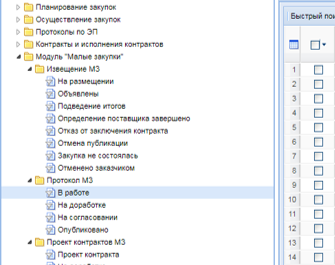 Планирование закупок
Осуществление закупок
Протоколы по ЭП
Контракты и исполнения контрактов
Модуль "Малые закупки"
Извещение МЗ
На размещении
Объявлены
Подведение итогов
Определение поставщика завершено
Отказ от заключения контракта
Отмена публикации
Закупка не состоялась
Отменено заказчиком
Протокол МЗ
В работе
На доработке
На согласовании
Опубликовано
Проект контрактов МЗ
Проект контракта
Быстрый
1
2
3
4
5
6
7
8
9
10
11
12
13
14